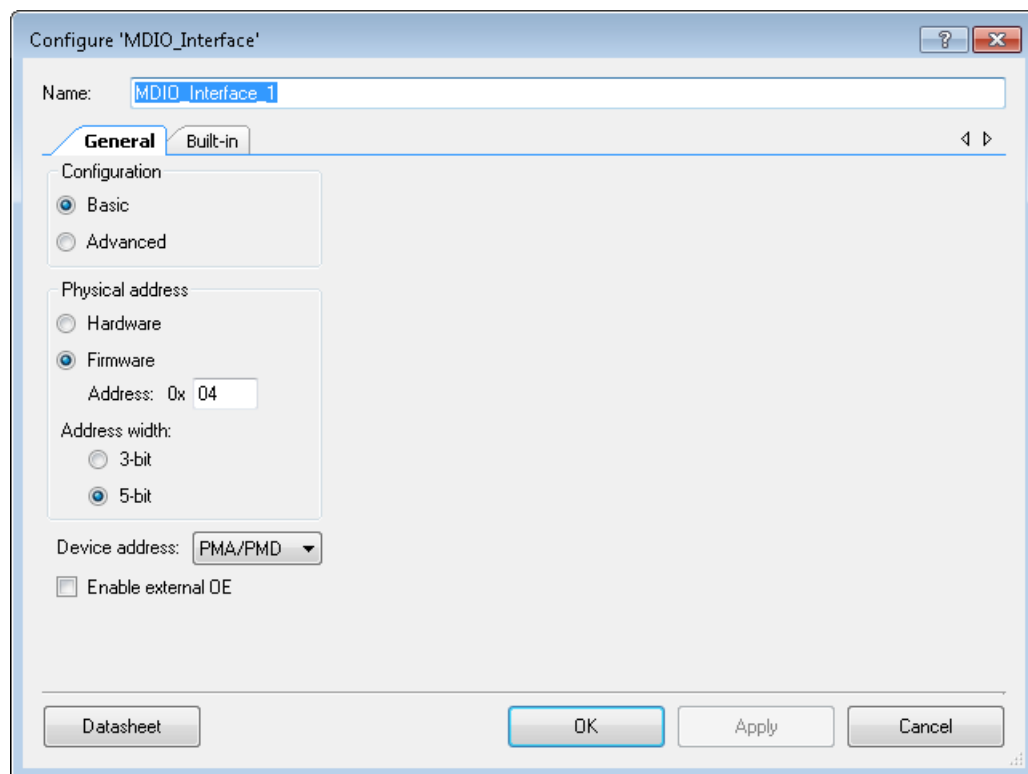 Configure 'MDIO_Interface'
?
Name: MDIO_Interface_1
General Built-in
Configuration
Basic
Advanced
Physical address
Hardware
Firmware
Address: 0x 04
Address width:
3-bit
5-bit
Device address: PMA/PMD
Enable external OE
Datasheet OK Apply Cancel